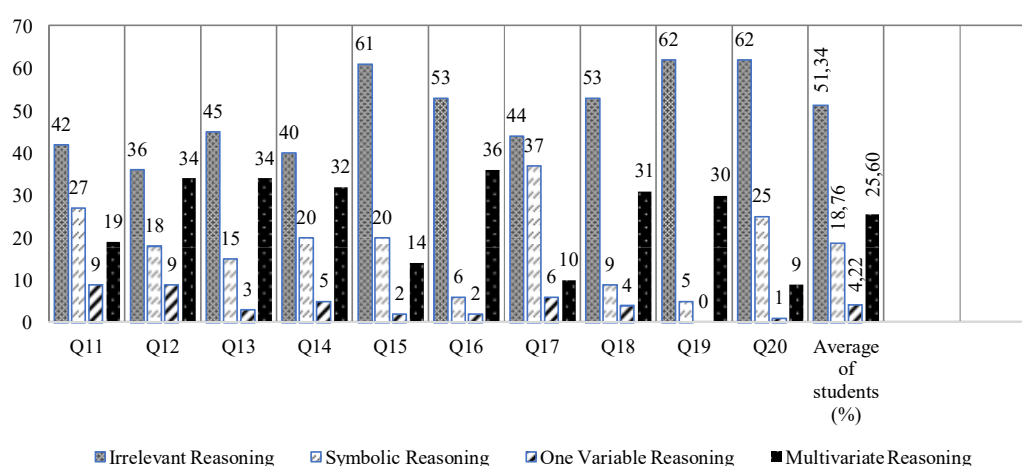 70
60
50
40
30
20
10
0
42 27 9 19
36 18 9 34
45 15 3 34
40 20 5 32
61 20 2 14
53 6 2 36
44 37 6 10
53 9 4 31
62 5 0 30
62 25 1 9
51,34 18,76 4,22 25,60
Q11 Q12 Q13 Q14 Q15 Q16 Q17 Q18 Q19 Q20 Average
of
students
(%)
Irrelevant Reasoning Symbolic Reasoning One Variable Reasoning Multivariate Reasoning